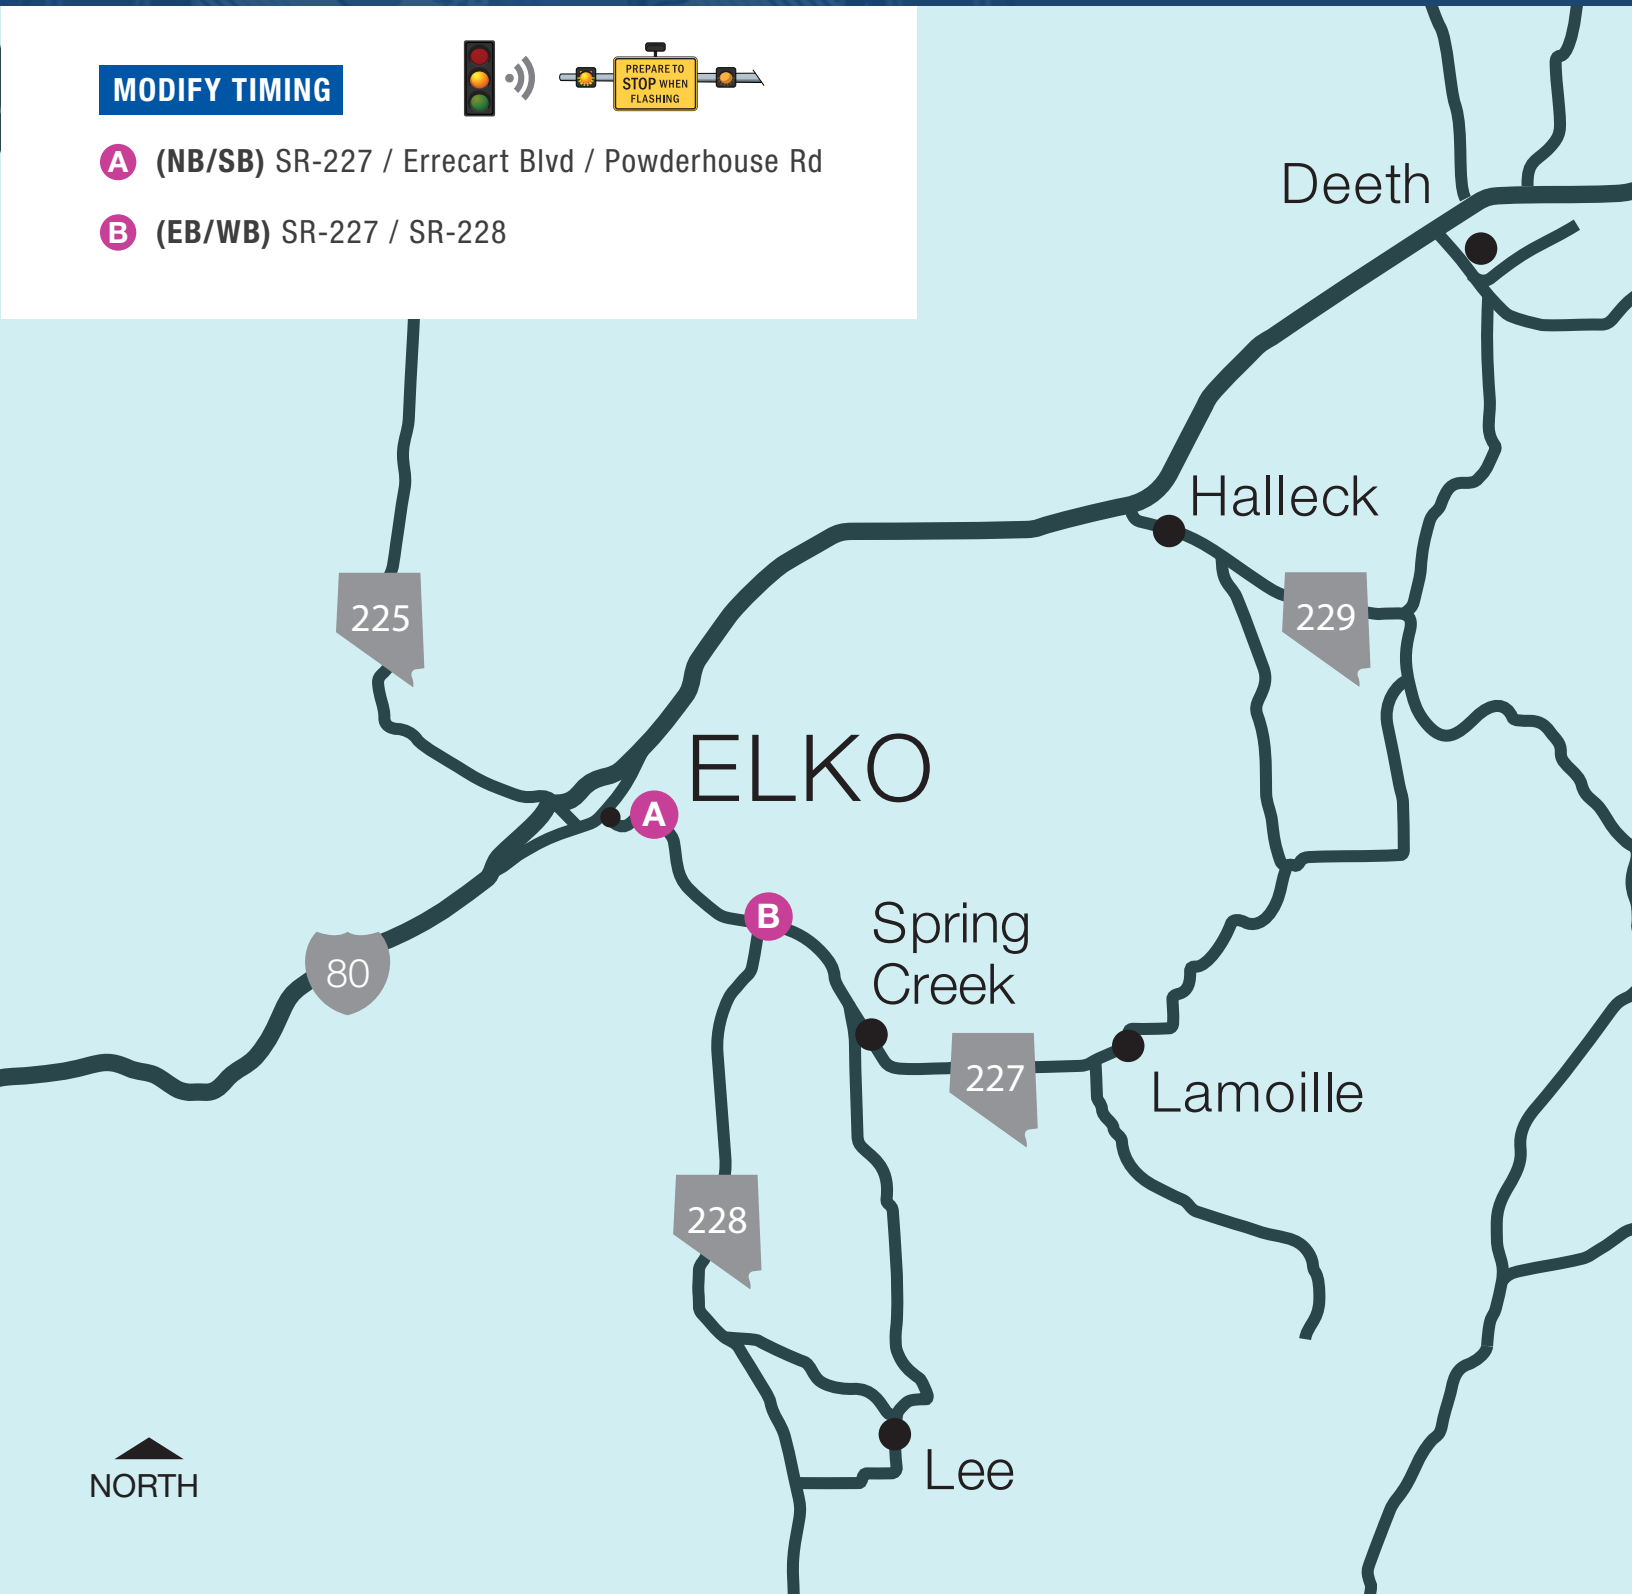 MODIFY TIMING
PREPARE TO
STOP WHEN
FLASHING
A (NB/SB) SR-227 / Errecart Blvd / Powderhouse Rd
B (EB/WB) SR-227 / SR-228
Deeth
Halleck
225
229
ELKO
A
B
Spring
Creek
80
227
Lamoille
228
Lee
NORTH